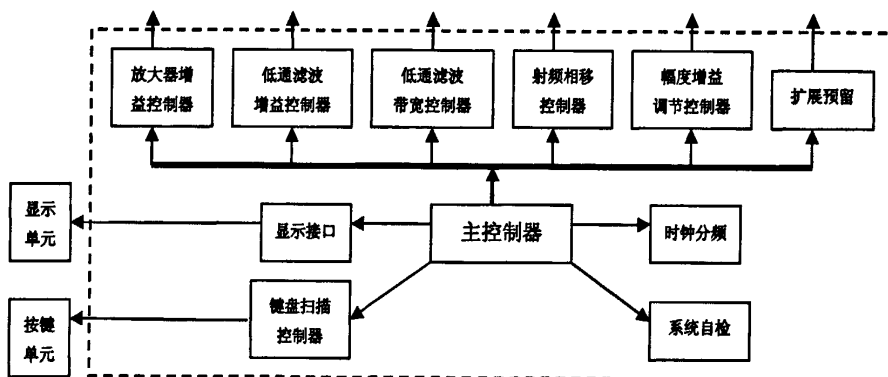 放大器增
益控制器
低通滤波
增益控制器
低通滤波
带宽控制器
射频相移
控制器
幅度增益
调节控制器
扩展预留
显示
单元
显示接口
主控制器
时钟分频
按键
单元
键盘扫描
控制器
系统自检